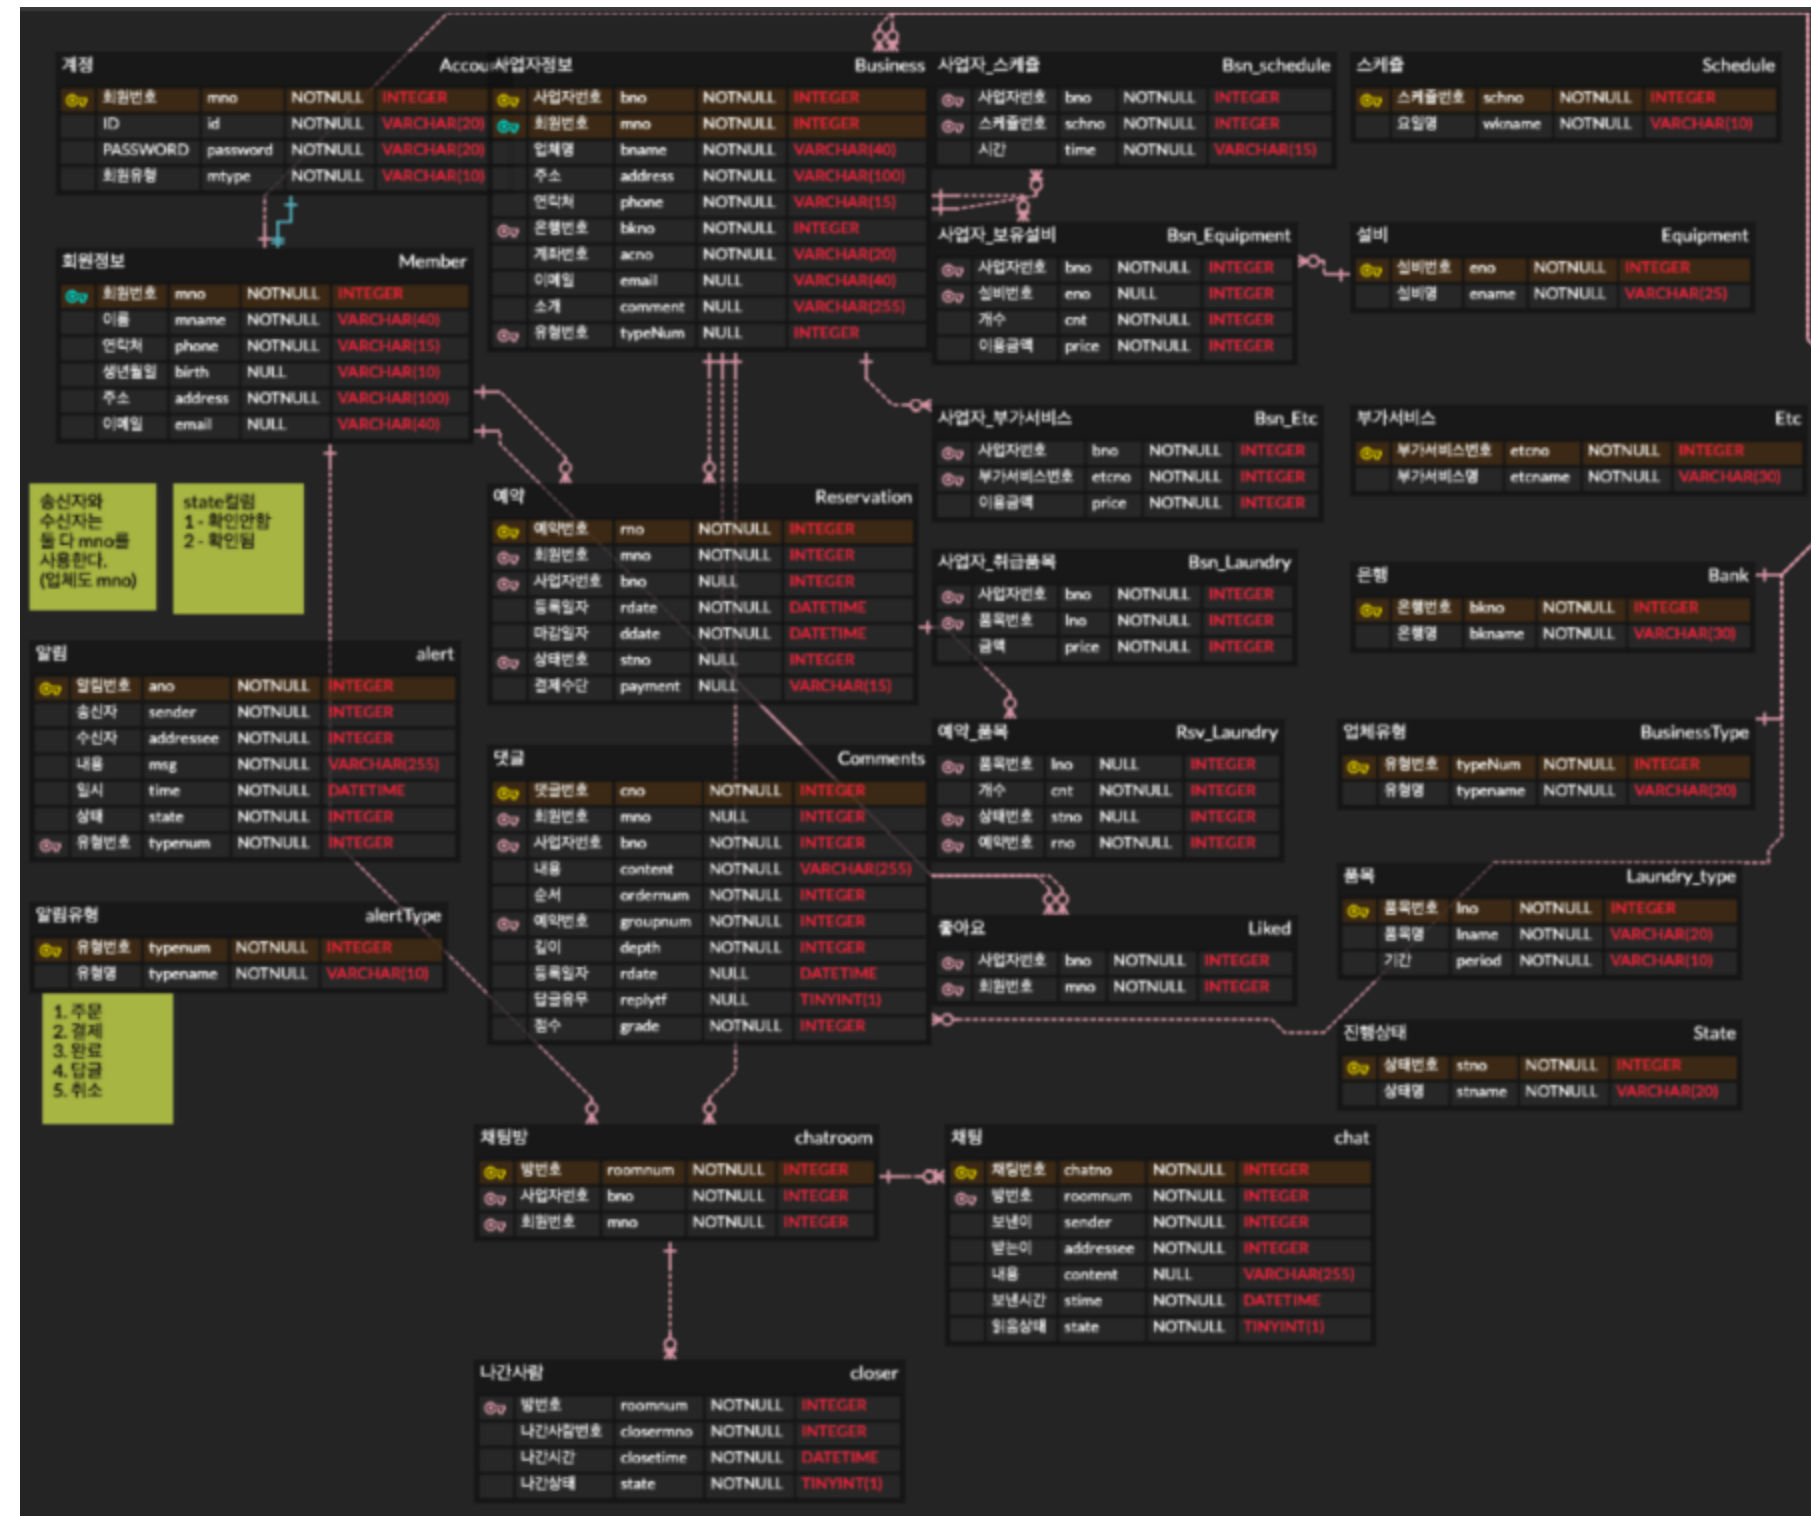 계정 Accou
회원번호 mno NOTNULL INTEGER
ID id NOTNULL VARCHAR(20)
PASSWORD password NOTNULL VARCHAR(20)
회원유형 mtype NOTNULL VARCHAR(10)
사업자정보 Business
사업자번호 bno NOTNULL INTEGER
회원번호 mno NOTNULL INTEGER
업체명 bname NOTNULL VARCHAR(40)
주소 address NOTNULL VARCHAR(100)
연락처 phone NOTNULL VARCHAR(15)
은행번호 bkno NOTNULL INTEGER
계좌번호 acno NOTNULL VARCHAR(20)
이메일 email NULL VARCHAR(40)
소개 comment NULL VARCHAR(255)
유형번호 typeNum NULL INTEGER
사업자_스케쥴 Bsn_schedule
사업자번호 bno NOTNULL INTEGER
스케쥴번호 schno NOTNULL INTEGER
시간 time NOTNULL VARCHAR(15)
스케쥴 Schedule
스케쥴번호 schno NOTNULL INTEGER
요일명 wkname NOTNULL VARCHAR(10)
회원정보 Member
회원번호 mno NOTNULL INTEGER
이름 mname NOTNULL VARCHAR(40)
연락처 phone NOTNULL VARCHAR(15)
생년월일 birth NULL VARCHAR(10)
주소 address NOTNULL VARCHAR(100)
이메일 email NULL VARCHAR(40)
사업자_보유설비 Bsn_Equipment
사업자번호 bno NOTNULL INTEGER
설비번호 eno NULL INTEGER
개수 cnt NOTNULL INTEGER
이용금액 price NOTNULL INTEGER
설비 Equipment
설비번호 eno NOTNULL INTEGER
설비명 ename NOTNULL VARCHAR(25)
사업자_부가서비스 Bsn_Etc
사업자번호 bno NOTNULL INTEGER
부가서비스번호 etcno NOTNULL INTEGER
이용금액 price NOTNULL INTEGER
부가서비스 Etc
부가서비스번호 etcno NOTNULL INTEGER
부가서비스명 etcname NOTNULL VARCHAR(30)
송신자와
수신자는
둘 다 mno를
사용한다.
(업체도 mno)
state컬럼
1 - 확인안함
2 - 확인됨
예약 Reservation
예약번호 rno NOTNULL INTEGER
회원번호 mno NOTNULL INTEGER
사업자번호 bno NULL INTEGER
등록일자 rdate NOTNULL DATETIME
마감일자 ddate NOTNULL DATETIME
상태번호 stno NULL INTEGER
결제수단 payment NULL VARCHAR(15)
사업자_취급품목 Bsn_Laundry
사업자번호 bno NOTNULL INTEGER
품목번호 lno NOTNULL INTEGER
금액 price NOTNULL INTEGER
은행 Bank
은행번호 bkno NOTNULL INTEGER
은행명 bkname NOTNULL VARCHAR(30)
알림 alert
알림번호 ano NOTNULL INTEGER
송신자 sender NOTNULL INTEGER
수신자 addressee NOTNULL INTEGER
내용 msg NOTNULL VARCHAR(255)
일시 time NOTNULL DATETIME
상태 state NOTNULL INTEGER
유형번호 typenum NOTNULL INTEGER
예약_품목 Rsv_Laundry
품목번호 lno NULL INTEGER
개수 cnt NOTNULL INTEGER
상태번호 stno NULL INTEGER
예약번호 rno NOTNULL INTEGER
업체유형 BusinessType
유형번호 typeNum NOTNULL INTEGER
유형명 typename NOTNULL VARCHAR(20)
댓글 Comments
댓글번호 cno NOTNULL INTEGER
회원번호 mno NULL INTEGER
사업자번호 bno NOTNULL INTEGER
내용 content NOTNULL VARCHAR(255)
순서 ordernum NOTNULL INTEGER
예약번호 groupnum NOTNULL INTEGER
깊이 depth NOTNULL INTEGER
등록일자 rdate NULL DATETIME
답글유무 replytf NULL TINYINT(1)
점수 grade NOTNULL INTEGER
품목 Laundry_type
품목번호 lno NOTNULL INTEGER
품목명 lname NOTNULL VARCHAR(20)
기간 period NOTNULL VARCHAR(10)
알림유형 alertType
유형번호 typenum NOTNULL INTEGER
유형명 typename NOTNULL VARCHAR(10)
1. 주문
2. 결제
3. 완료
4. 답글
5. 취소
좋아요 Liked
사업자번호 bno NOTNULL INTEGER
회원번호 mno NOTNULL INTEGER
진행상태 State
상태번호 stno NOTNULL INTEGER
상태명 stname NOTNULL VARCHAR(20)
채팅방 chatroom
방번호 roomnum NOTNULL INTEGER
사업자번호 bno NOTNULL INTEGER
회원번호 mno NOTNULL INTEGER
채팅 chat
채팅번호 chatno NOTNULL INTEGER
방번호 roomnum NOTNULL INTEGER
보낸이 sender NOTNULL INTEGER
받는이 addressee NOTNULL INTEGER
내용 content NULL VARCHAR(255)
보낸시간 stime NOTNULL DATETIME
읽음상태 state NOTNULL TINYINT(1)
나간사람 closer
방번호 roomnum NOTNULL INTEGER
나간사람번호 closermno NOTNULL INTEGER
나간시간 closetime NOTNULL DATETIME
나간상태 state NOTNULL TINYINT(1)